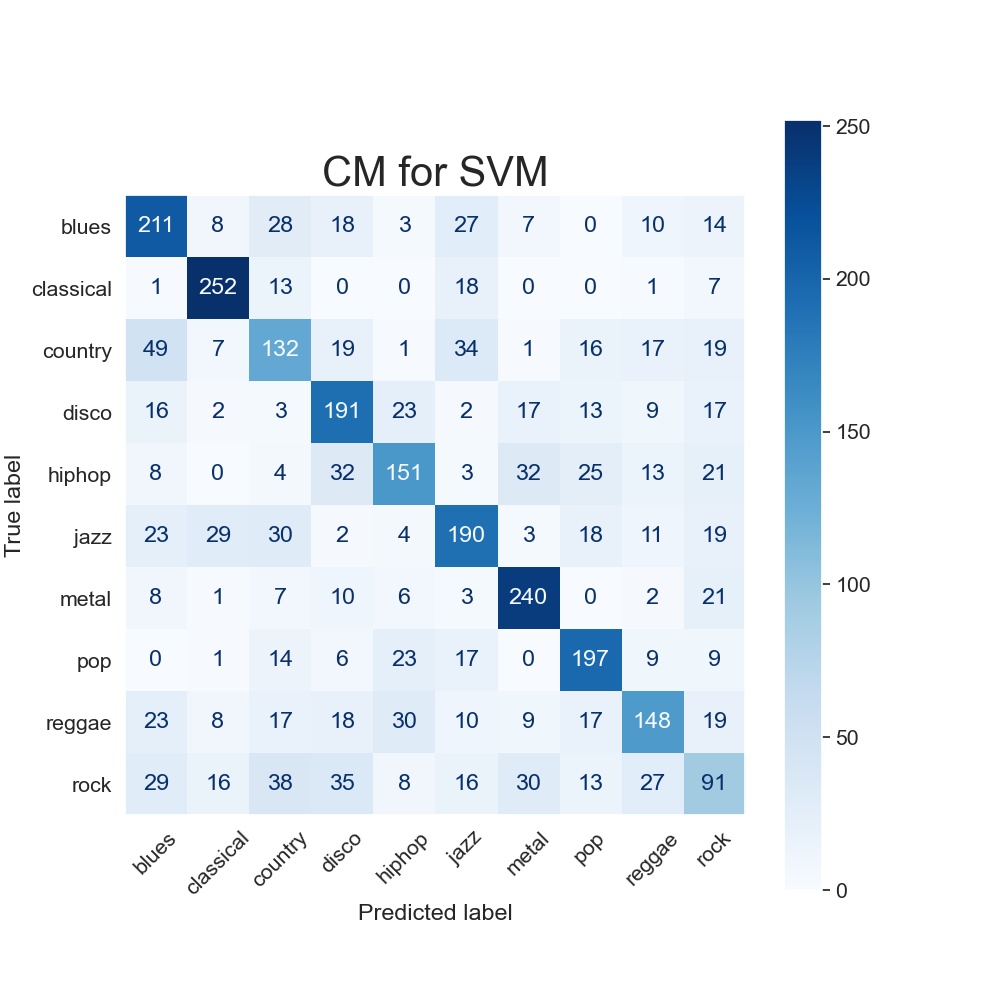 CM for SVM
250
blues 211 8 28 18 3 27 7 0 10 14
classical 1 252 13 0 0 18 0 0 1 7
200
country 49 7 132 19 1 34 1 16 17 19
disco 16 2 3 191 23 2 17 13 9 17
150
hiphop 8 0 4 32 151 3 32 25 13 21
True label
jazz 23 29 30 2 4 190 3 18 11 19
100
metal 8 1 7 10 6 3 240 0 2 21
pop 0 1 14 6 23 17 0 197 9 9
reggae 23 8 17 18 30 10 9 17 148 19
50
rock 29 16 38 35 8 16 30 13 27 91
blues classical country disco hiphop jazz metal pop reggae rock
0
Predicted label